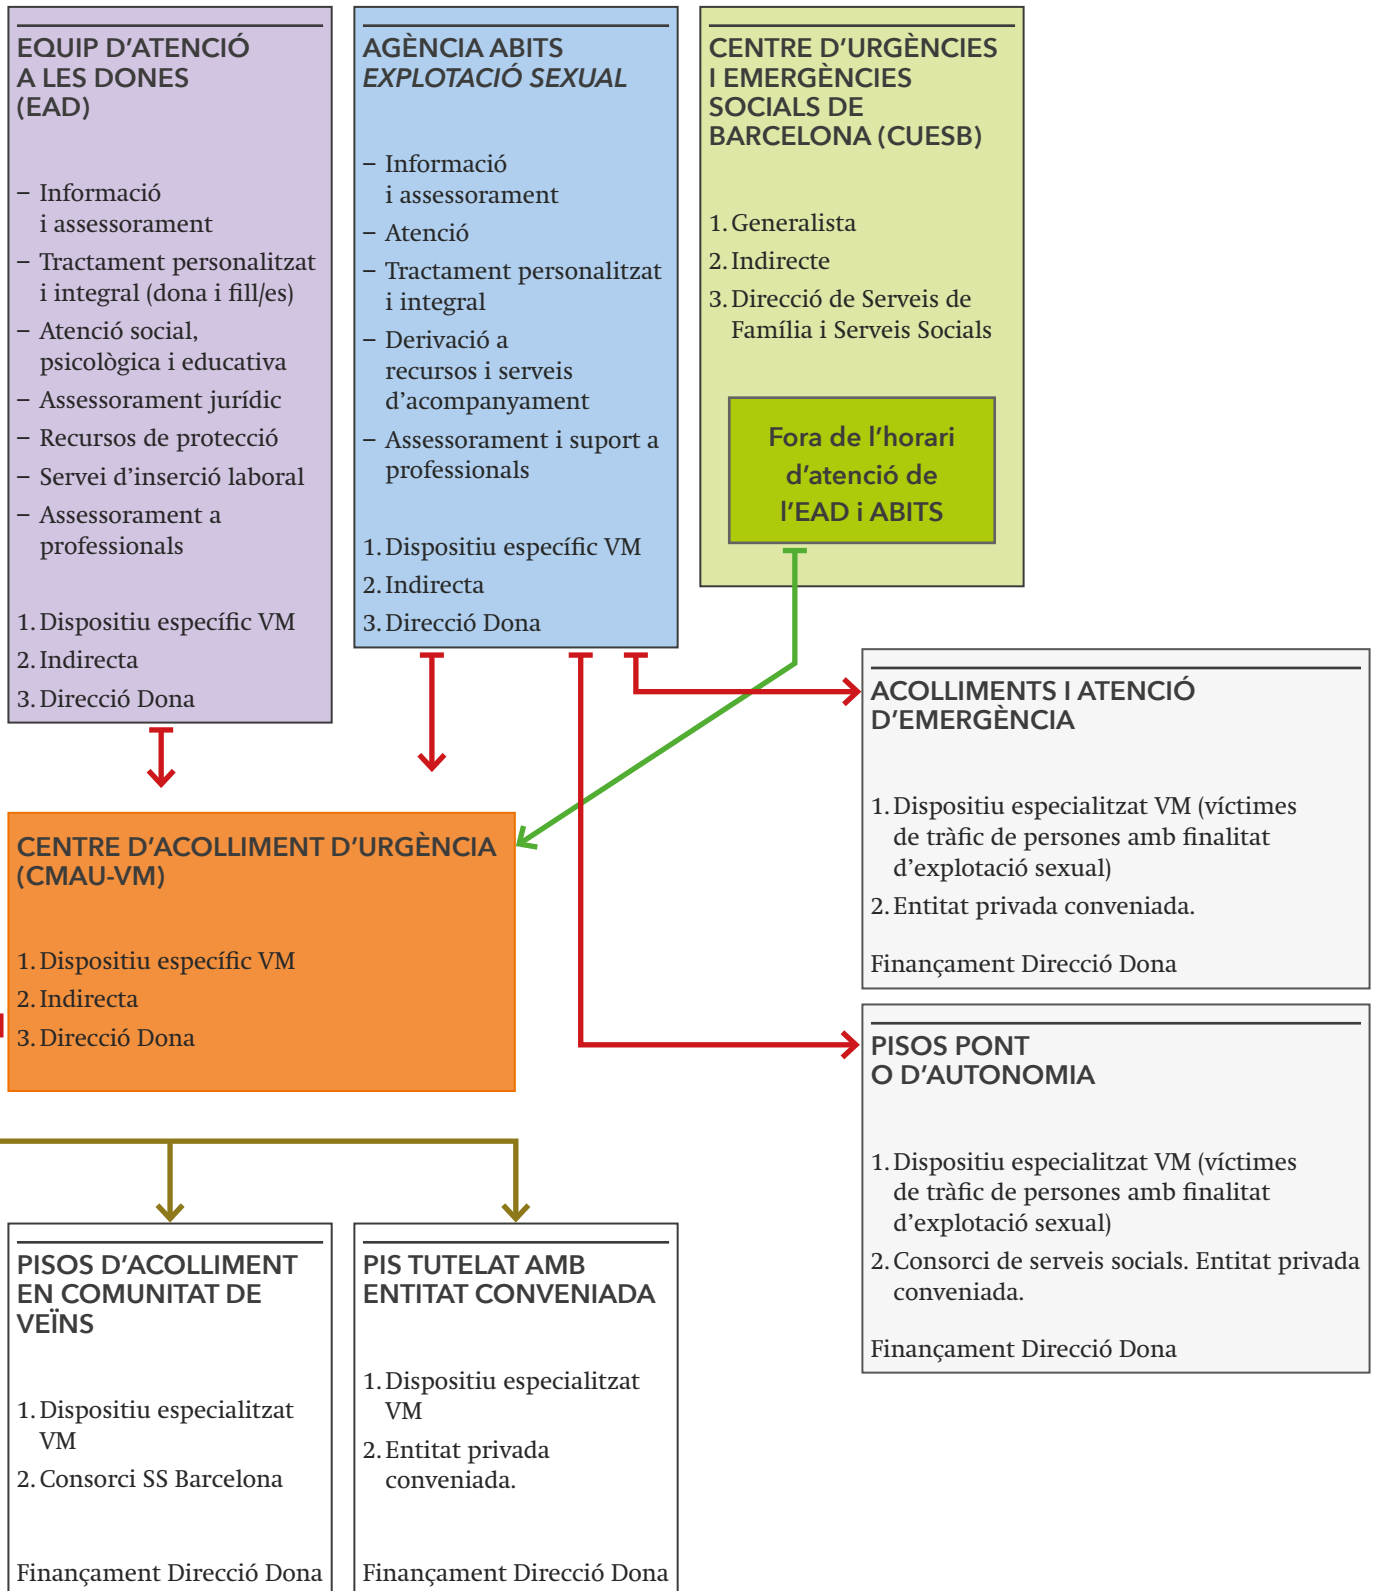 EQUIP D'ATENCIÓ
A LES DONES
(EAD)
– Informació
i assessorament
– Tractament personalitzat
i integral (dona i fill/es)
– Atenció social,
psicològica i educativa
– Assessorament jurídic
– Recursos de protecció
– Servei d'inserció laboral
– Assessorament a
professionals
1. Dispositiu específic VM
2. Indirecta
3. Direcció Dona
AGÈNCIA ABITS
EXPLOTACIÓ SEXUAL
– Informació
i assessorament
– Atenció
– Tractament personalitzat
i integral
– Derivació a
recursos i serveis
d'acompanyament
– Assessorament i suport a
professionals
1. Dispositiu específic VM
2. Indirecta
3. Direcció Dona
CENTRE D'URGÈNCIES
I EMERGÈNCIES
SOCIALS DE
BARCELONA (CUESB)
1. Generalista
2. Indirecte
3. Direcció de Serveis de
Família i Serveis Socials
Fora de l'horari
d'atenció de
l'EAD i ABITS
CENTRE D'ACOLLIMENT D'URGÈNCIA
(CMAU-VM)
1. Dispositiu específic VM
2. Indirecta
3. Direcció Dona
ACOLLIMENTS I ATENCIÓ
D'EMERGÈNCIA
1. Dispositiu especialitzat VM (víctimes
de tràfic de persones amb finalitat
d'explotació sexual)
2. Entitat privada conveniada.
Finançament Direcció Dona
PISOS PONT
O D'AUTONOMIA
1. Dispositiu especialitzat VM (víctimes
de tràfic de persones amb finalitat
d'explotació sexual)
2. Consorci de serveis socials. Entitat privada
conveniada.
Finançament Direcció Dona
PISOS D'ACOLLIMENT
EN COMUNITAT DE
VEÏNS
1. Dispositiu especialitzat
VM
2. Consorci SS Barcelona
Finançament Direcció Dona
PIS TUTELAT AMB
ENTITAT CONVENIADA
1. Dispositiu especialitzat
VM
2. Entitat privada
conveniada.
Finançament Direcció Dona